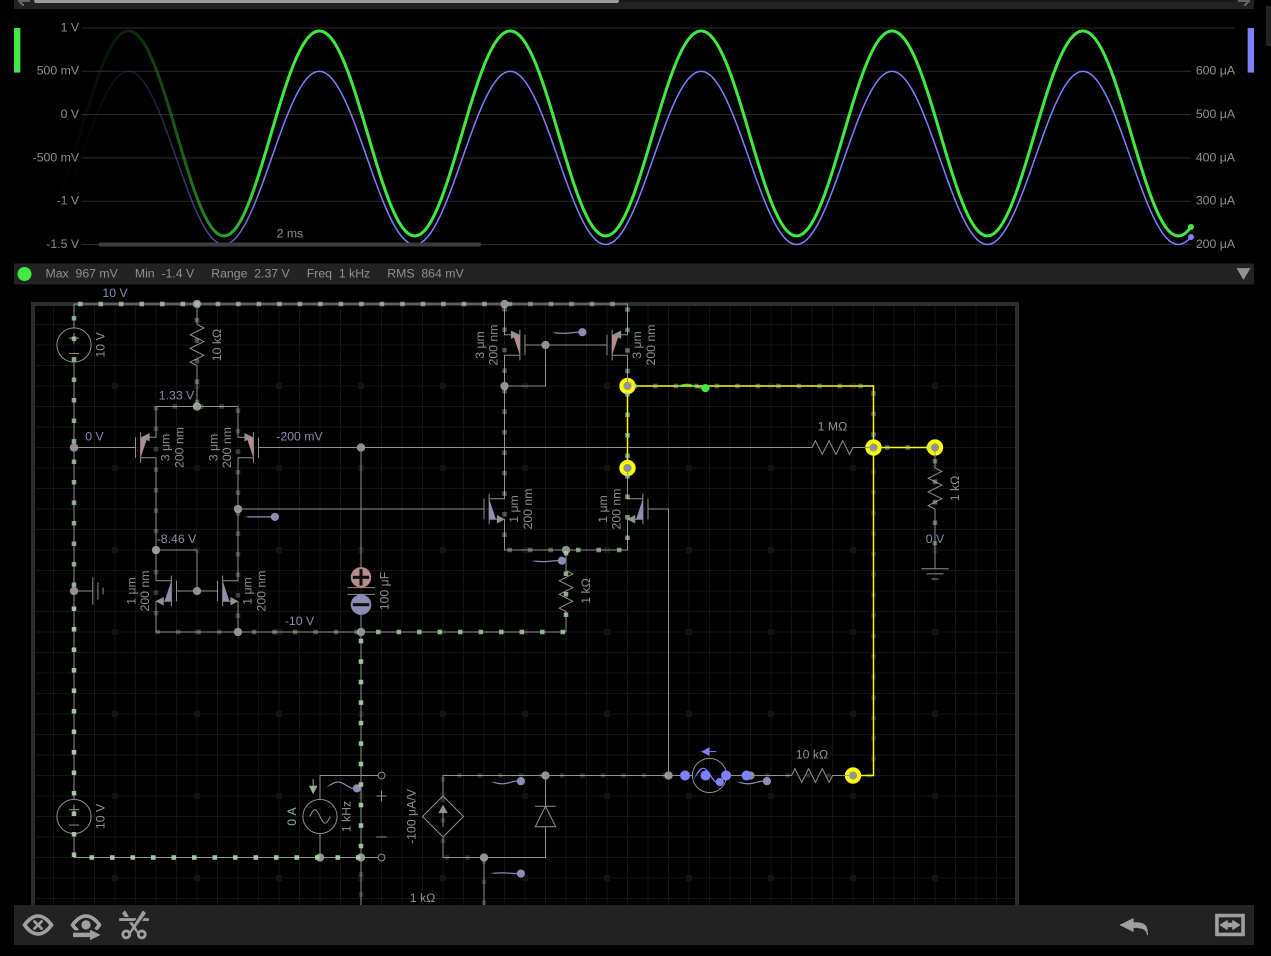 1 V
500 mV
600 µA
0 V
500 µA
-500 mV
400 µA
-1 V
300 µA
2 ms
-1.5 V
200 µA
Max 967 mV Min -1.4 V Range 2.37 V Freq 1 kHz RMS 864 mV
10 V
10 V
10 kΩ
3 µm
200 nm
3 µm
200 nm
1.33 V
0 V
3 µm
200 nm
3 µm
200 nm
-200 mV
1 MΩ
1 kΩ
1 µm
200 nm
1 µm
200 nm
-8.46 V
0 V
1 µm
200 nm
1 µm
200 nm
100 µF
1 kΩ
-10 V
10 kΩ
10 V
0 A
1 kHz
-100 µA/V
1 kΩ